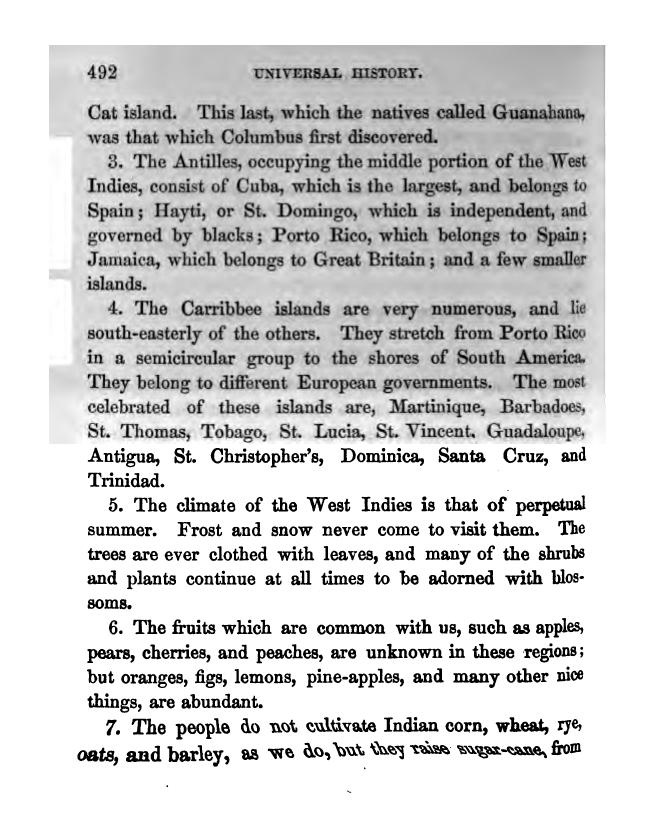 492 UNIVERSAL HISTORY.
Cat island. This last, which the natives called Guanahana,
was that which Columbus first discovered.
3. The Antilles, occupying the middle portion of the West
Indies, consist of Cuba, which is the largest, and belongs to
Spain; Hayti, or St. Domingo, which is independent, and
governed by blacks; Porto Rico, which belongs to Spain;
Jamaica, which belongs to Great Britain; and a few smaller
islands.
4. The Carribbee islands are very numerous, and lie
south-easterly of the others. They stretch from Porto Rico
in a semicircular group to the shores of South America.
They belong to different European governments. The most
celebrated of these islands are, Martinique, Barbadoes,
St. Thomas, Tobago, St. Lucia, St. Vincent, Guadaloupe,
Antigua, St. Christopher's, Dominica, Santa Cruz, and
Trinidad.
5. The climate of the West Indies is that of perpetual
summer. Frost and snow never come to visit them. The
trees are ever clothed with leaves, and many of the shrubs
and plants continue at all times to be adorned with blos-
soms.
6. The fruits which are common with us, such as apples,
pears, cherries, and peaches, are unknown in these regions;
but oranges, figs, lemons, pine-apples, and many other nice
things, are abundant.
7. The people do not cultivate Indian corn, wheat, rye,
oats, and barley, as we do, but they raise sugar-cane, from